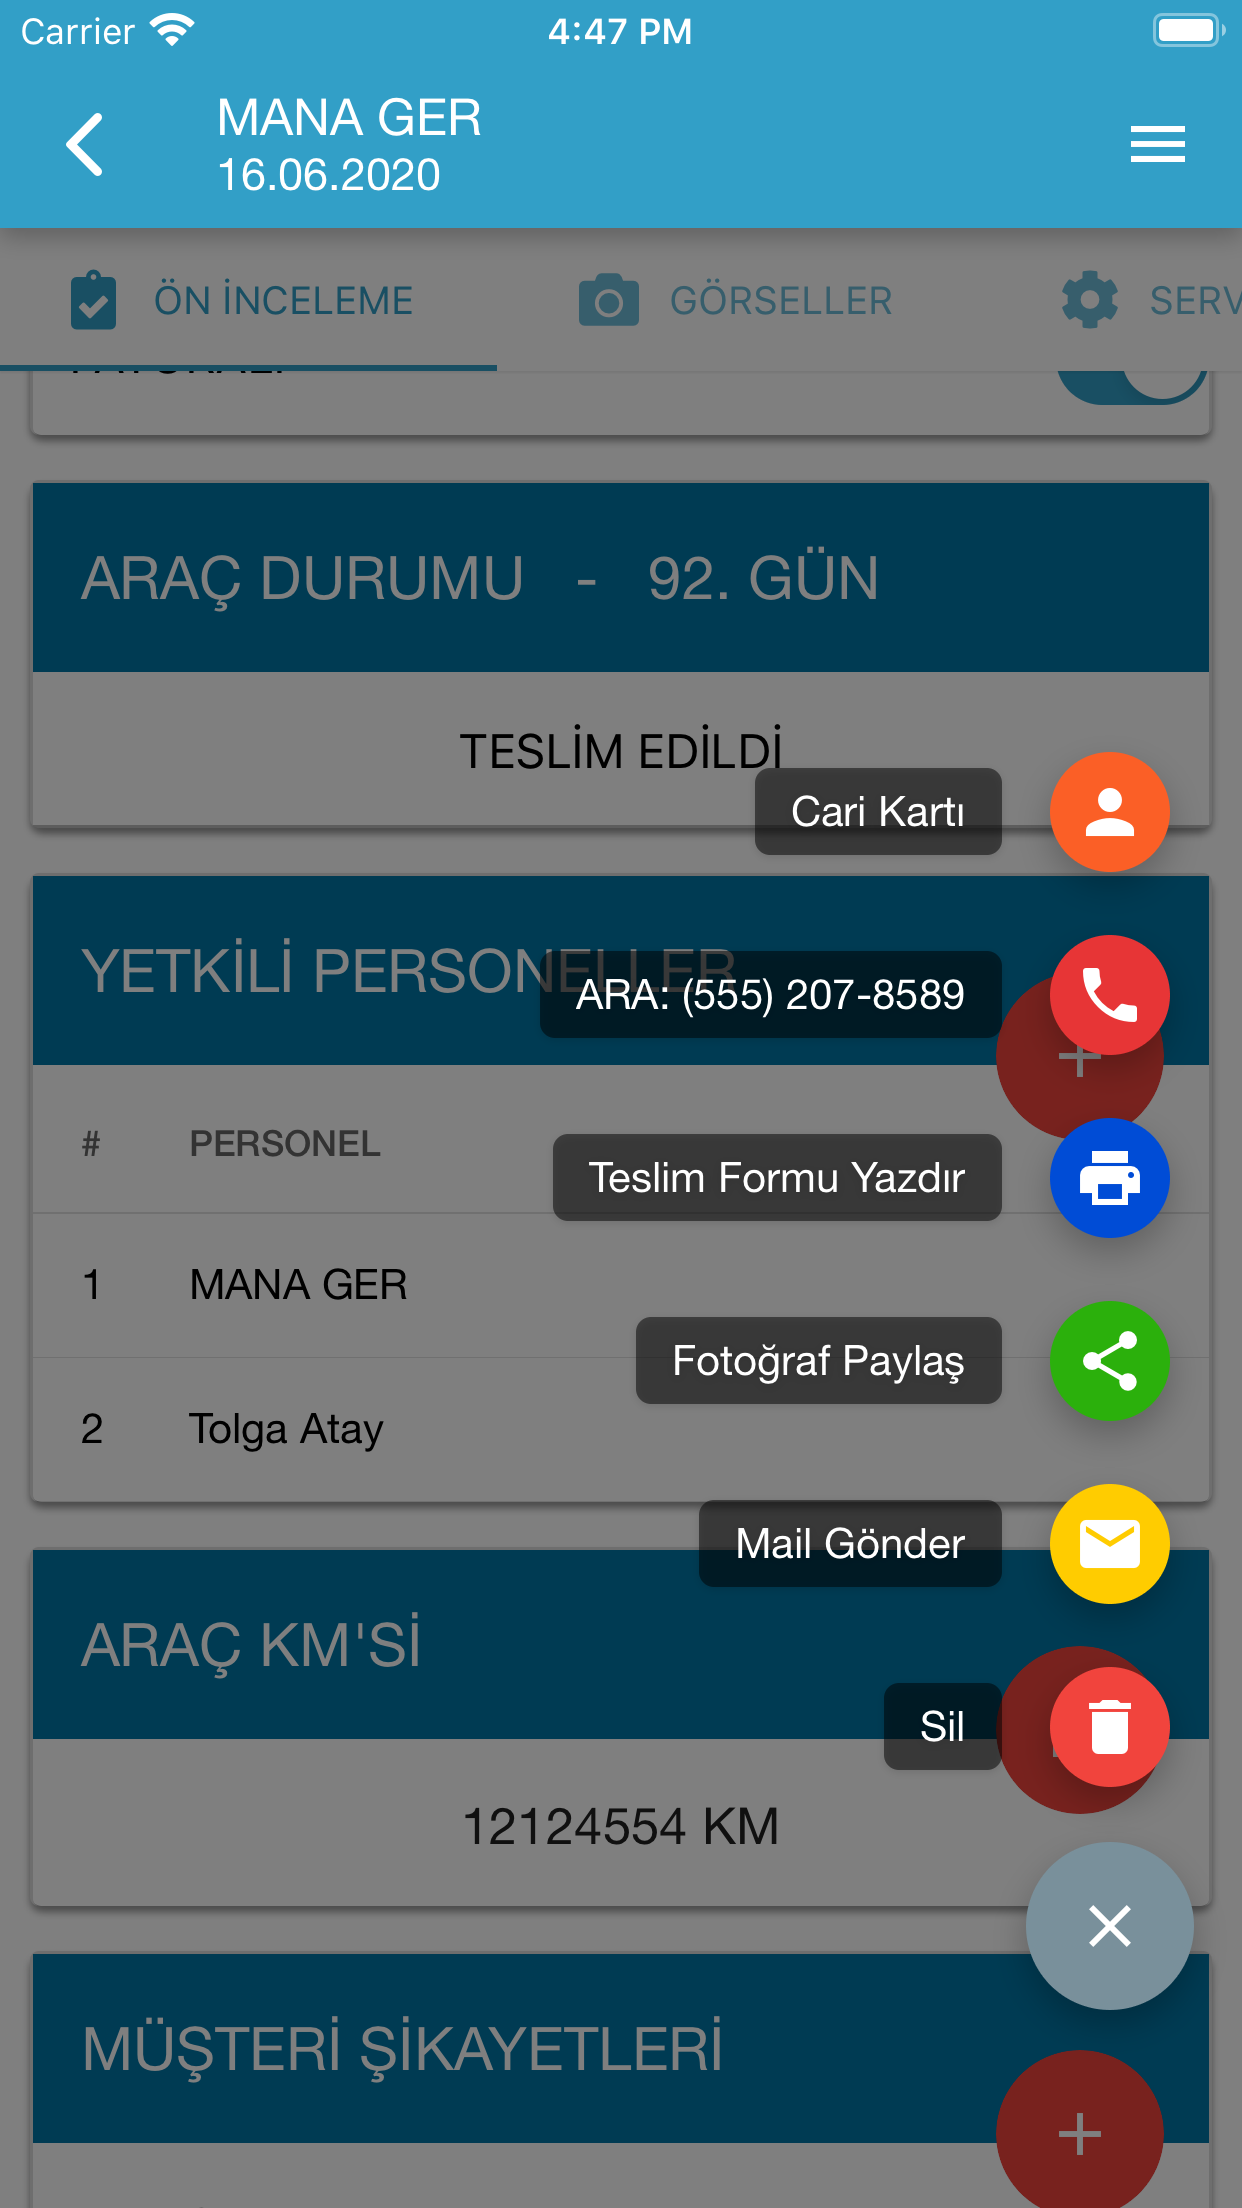 Carrier
4:47 PM
MANA GER
16.06.2020
ÖN İNCELEME
GÖRSELLER
SERV
ARAÇ DURUMU - 92. GÜN
TESLİM EDİLDİ
Cari Kartı
YETKİLİ PERSONELLER
ARA: (555) 207-8589
# PERSONEL
Teslim Formu Yazdır
1 MANA GER
Fotoğraf Paylaş
2 Tolga Atay
Mail Gönder
ARAÇ KM'Sİ
Sil
12124554 KM
MÜŞTERİ ŞİKAYETLERİ